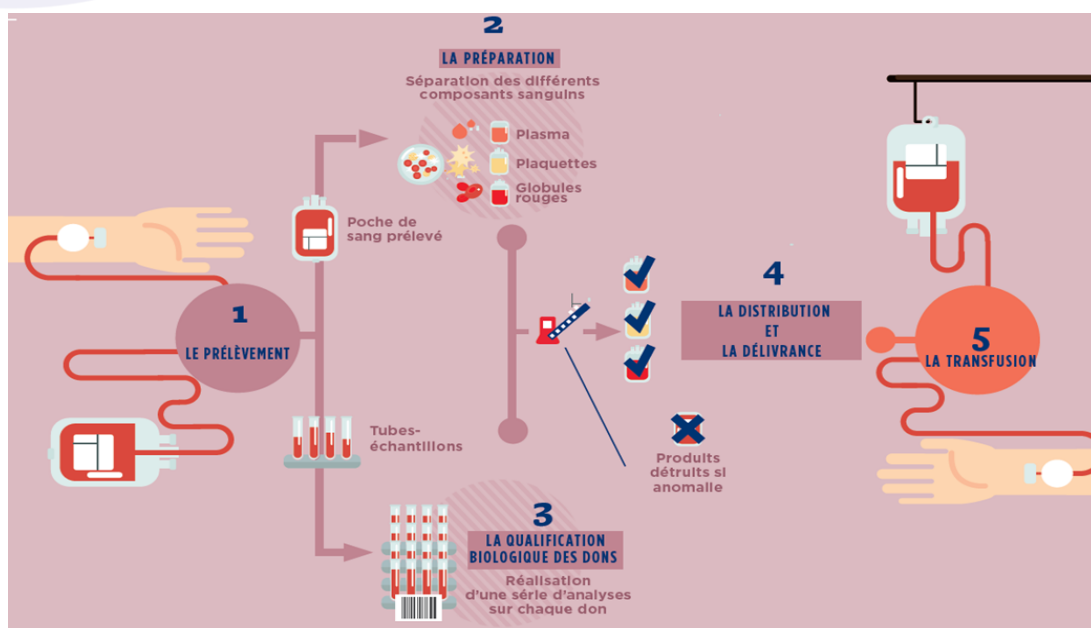 1
LE PRÉLÈVEMENT
Poche de
sang prélevé
Tubes-
échantillons
2
LA PRÉPARATION
Séparation des différents
composants sanguins
Plasma
Plaquettes
Globules
rouges
3
LA QUALIFICATION
BIOLOGIQUE DES DONS
Réalisation
d'une série d'analyses
sur chaque don
Produits
détruits si
anomalie
4
LA DISTRIBUTION
ET
LA DÉLIVRANCE
5
LA TRANSFUSION